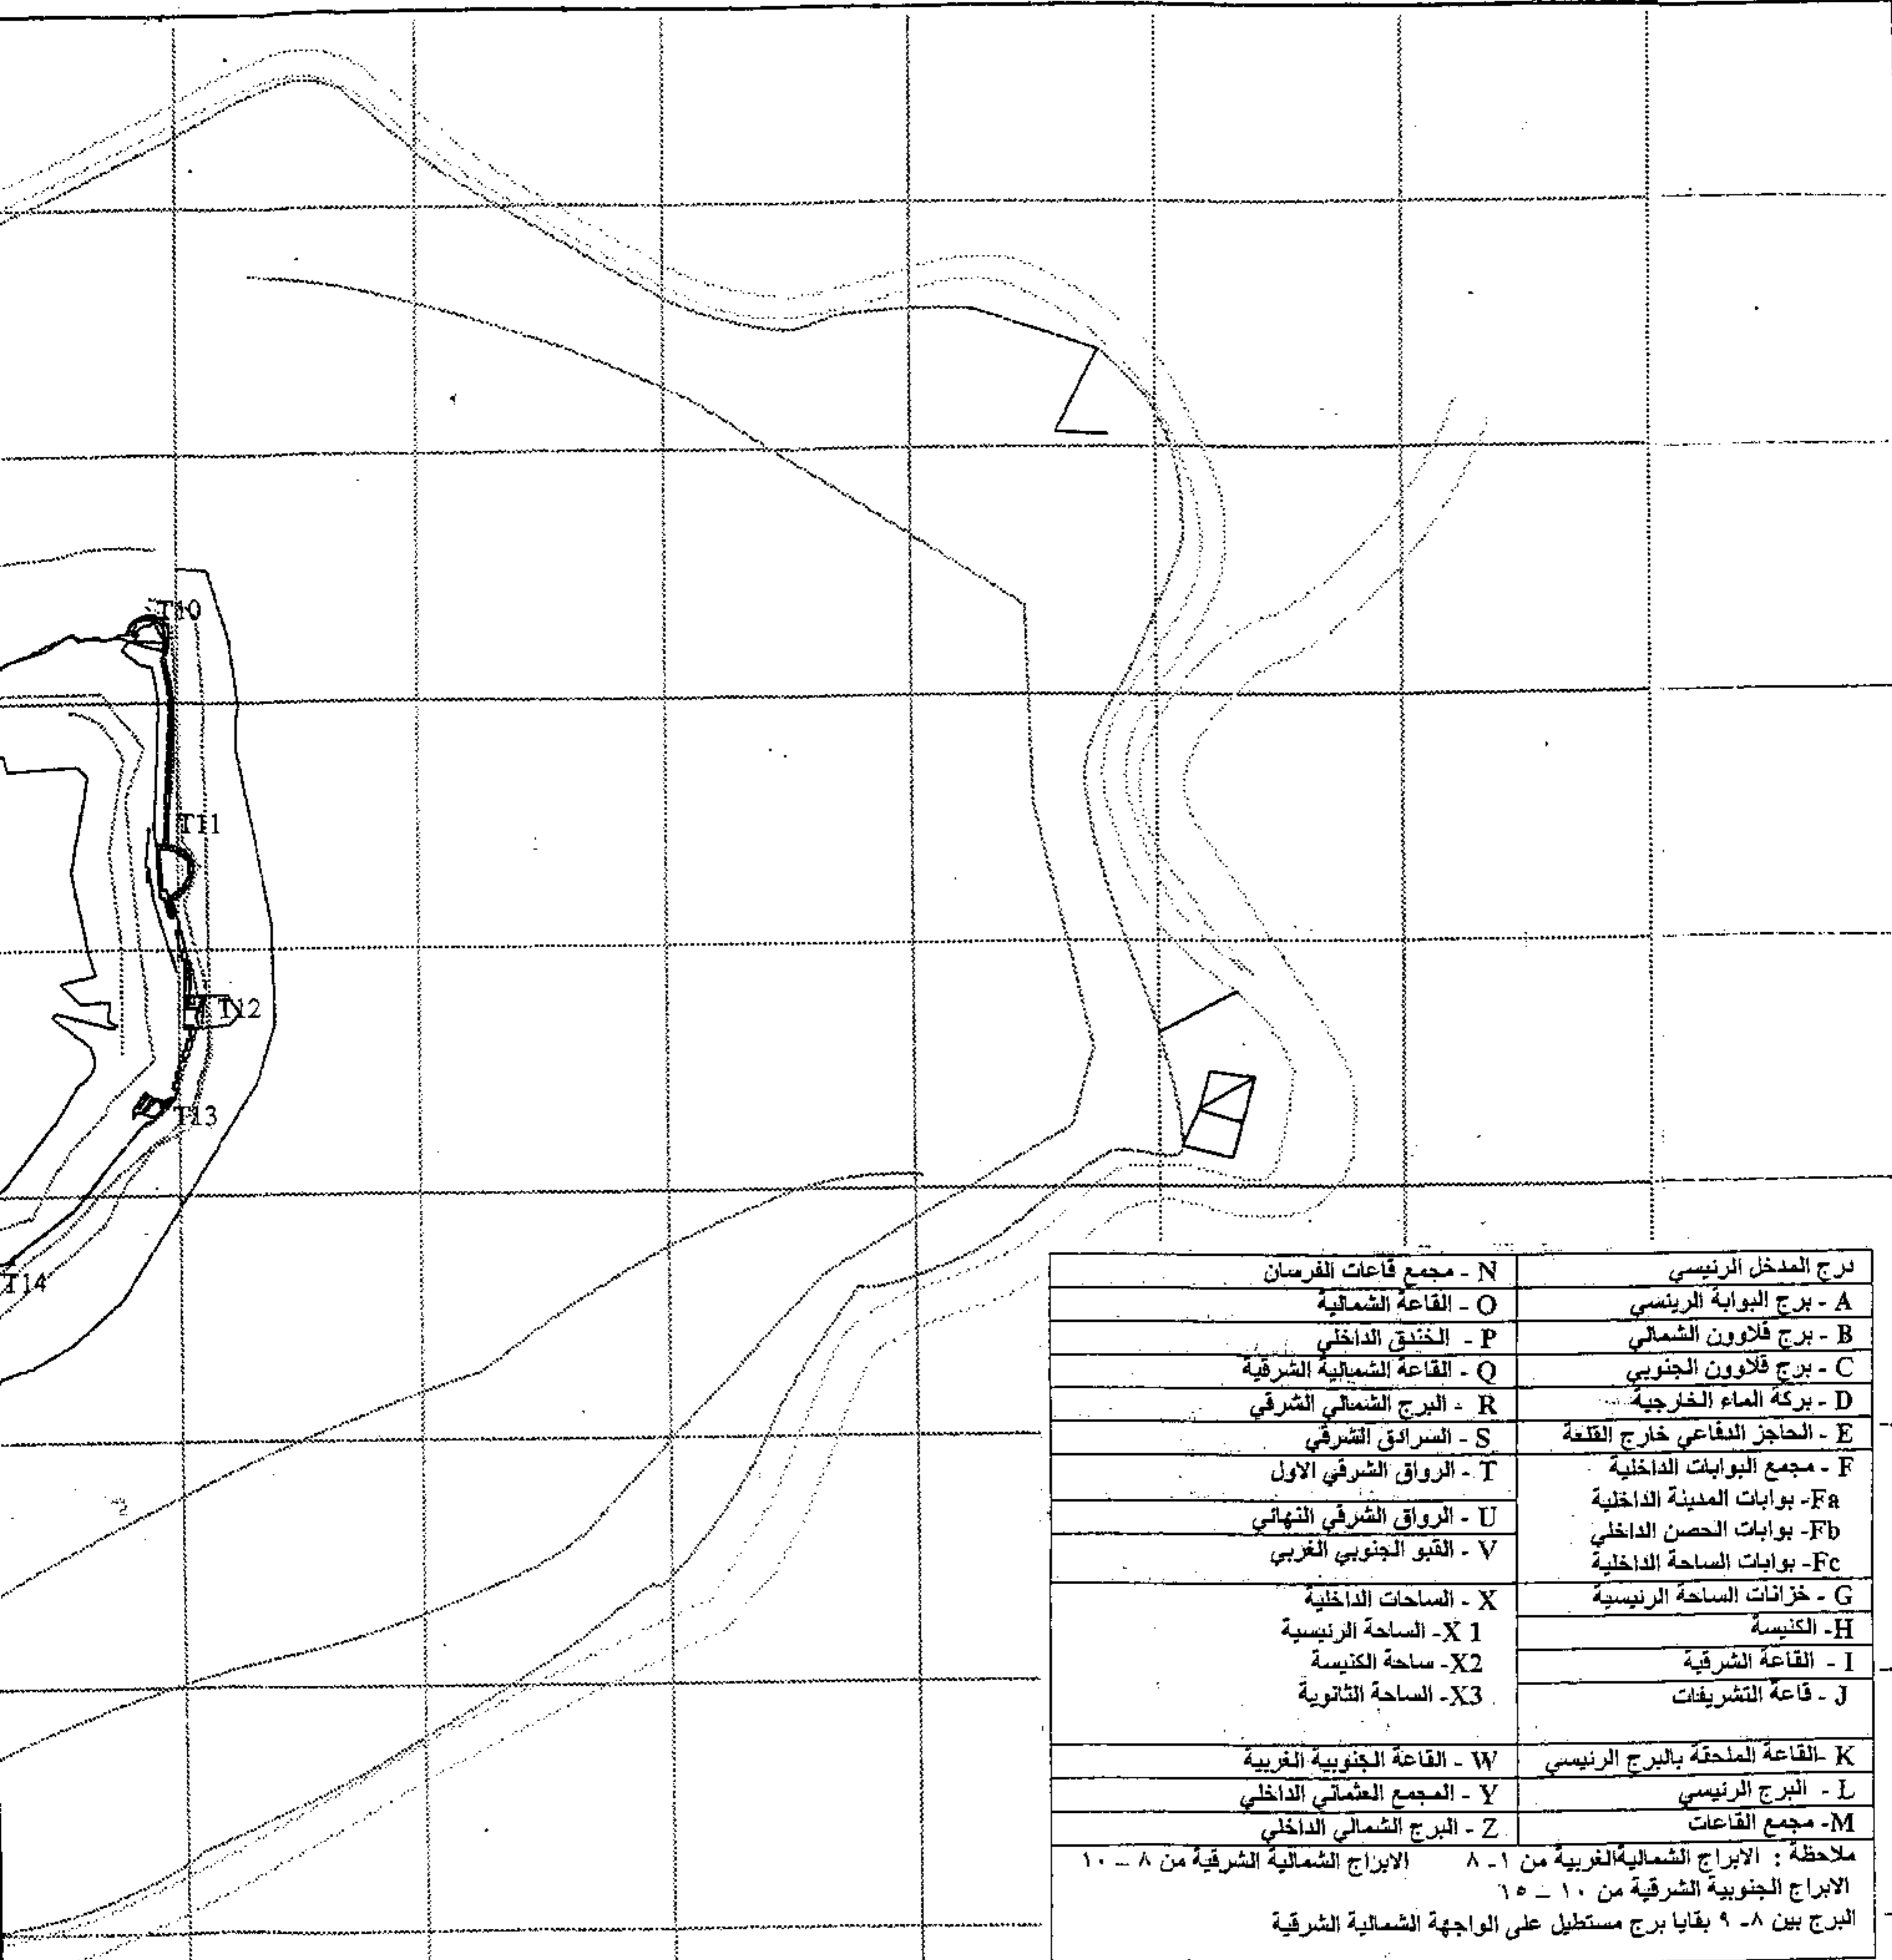 T10
T11
T12
T13
T14
درج المدخل الرئيسي
A - برج البوابة الرينسي
B - برج قلاوون الشمالي
C - برج قلاوون الجنوبي
D - بركة الماء الخارجية
E - الحاجز الدفاعي خارج القلعة
F - مجمع البوابات الداخلية
Fa- بوابات المدينة الداخلية
Fb- بوابات الحصن الداخلي
Fc- بوابات الساحة الداخلية
G - خزانات الساحة الرئيسية
H- الكنيسة
I - القاعة الشرقية
J - قاعة التشريفات
K -القاعة الملحقة بالبرج الرئيسي
L - البرج الرئيسي
M- مجمع القاعات
N - مجمع قاعات الفرسان
O - القاعة الشمالية
P - الخندق الداخلي
Q - القاعة الشمالية الشرقية
R - البرج الشمالي الشرقي
S - السرادق الشرقي
T - الرواق الشرقي الاول
U - الرواق الشرقي النهائي
V - القبو الجنوبي الغربي
X - الساحات الداخلية
X 1- الساحة الرئيسية
X2- ساحة الكنيسة
X3- الساحة الثانوية
W - القاعة الجنوبية الغربية
Y - المجمع العثماني الداخلي
Z - البرج الشمالي الداخلي
ملاحظة : الابراج الشماليةالغربية من ١ـ ٨ الابراج الشمالية الشرقية من ٨ – ١٠
الابراج الجنوبية الشرقية من ١٠ – ١٥
البرج بين ٨ـ ٩ بقايا برج مستطيل على الواجهة الشمالية الشرقية